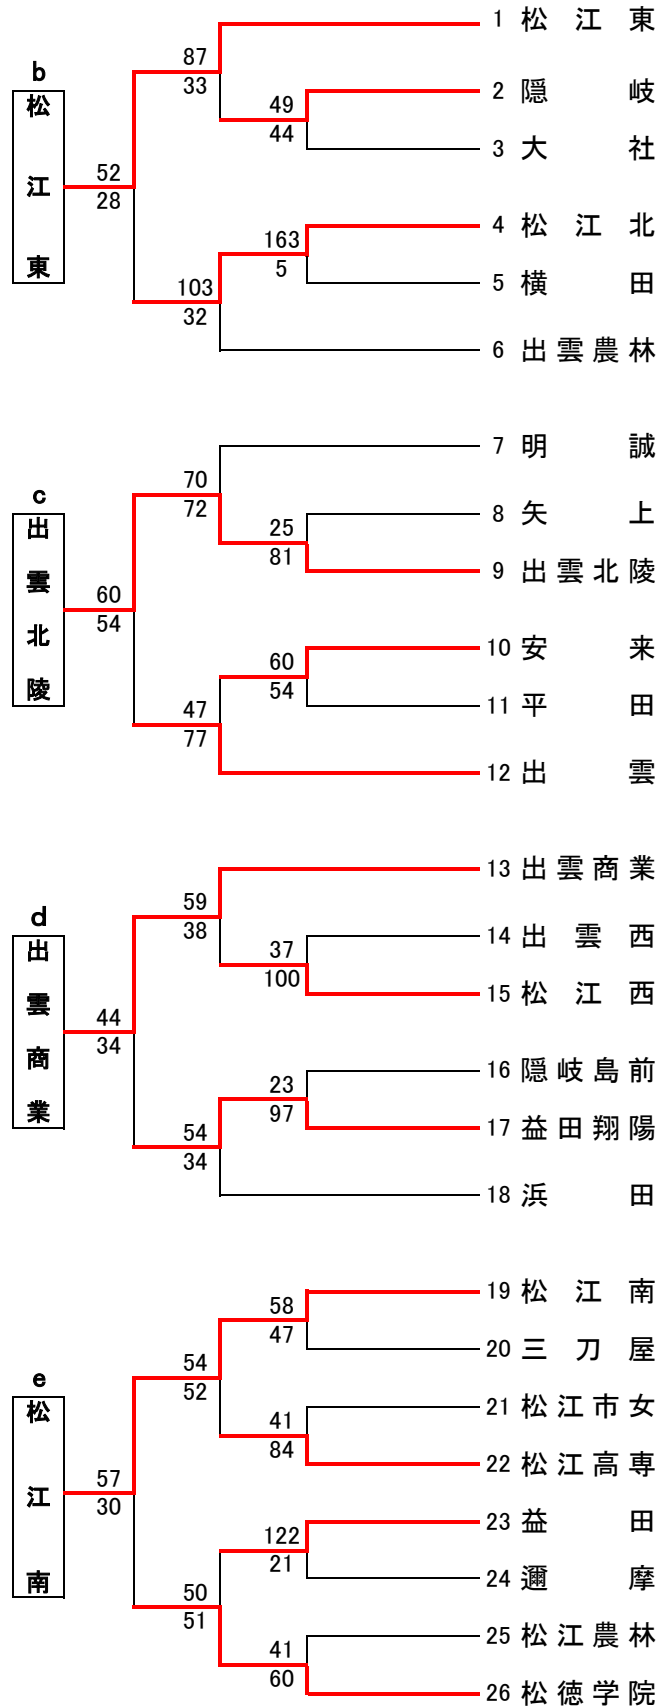 b
松江東
52
28
87
33
49
44
163
5
103
32
1 松江東
2 隠岐
3 大社
4 松江北
5 横田
6 出雲農林
c
出雲北陵
60
54
70
72
25
81
60
54
47
77
7 明誠
8 矢上
9 出雲北陵
10 安来
11 平田
12 出雲
d
出雲商業
44
34
59
38
37
100
23
97
54
34
13 出雲商業
14 出雲西
15 松江西
16 隠岐島前
17 益田翔陽
18 浜田
e
松江南
57
30
54
52
58
47
41
84
122
21
50
51
41
60
19 松江南
20 三刀屋
21 松江市女
22 松江高専
23 益田
24 邇摩
25 松江農林
26 松徳学院